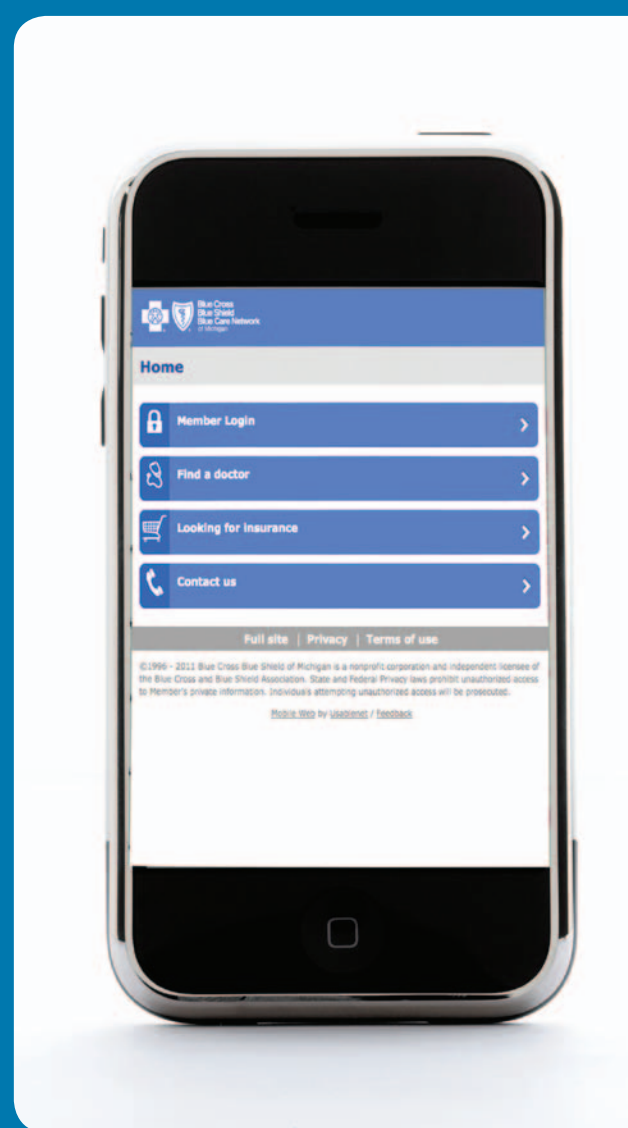 Blue Cross
Blue Shield
Blue Care Network
of Michigan
Home
Member Login
Find a doctor
Looking for insurance
Contact us
Full site | Privacy | Terms of use
©1996 - 2011 Blue Cross Blue Shield of Michigan is a nonprofit corporation and independent licensee of
the Blue Cross and Blue Shield Association. State and Federal Privacy laws prohibit unauthorized access
to Member's private information. Individuals attempting unauthorized access will be prosecuted.
Mobile Web by Usablenet / Feedback